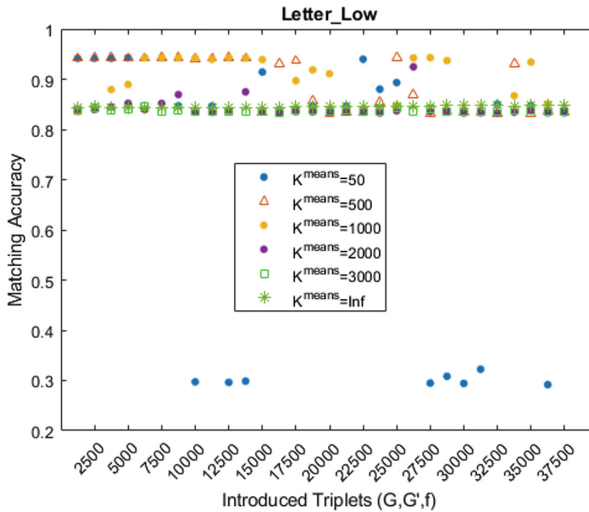 Letter_Low
1
0.9
0.8
0.7
0.6
0.5
0.4
0.3
0.2
Matching Accuracy
K^means=50
K^means=500
K^means=1000
K^means=2000
K^means=3000
K^means=Inf
2500 5000 7500 10000 12500 15000 17500 20000 22500 25000 27500 30000 32500 35000 37500
Introduced Triplets (G,G',f)